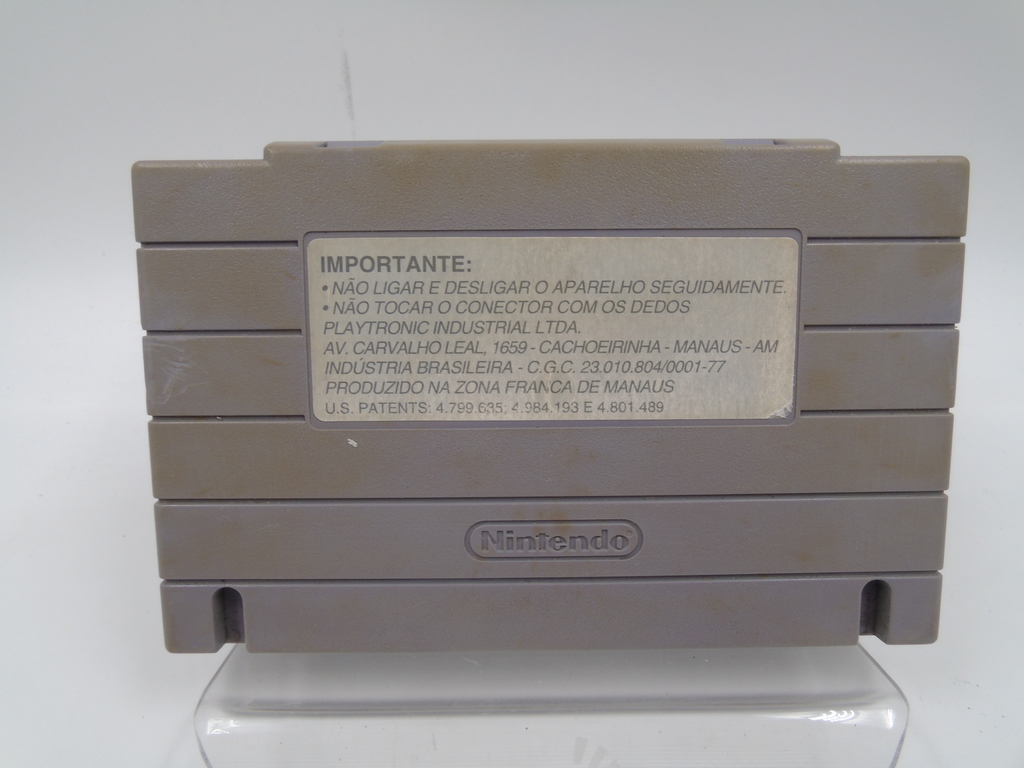 IMPORTANTE:
• NÃO LIGAR E DESLIGAR O APARELHO SEGUIDAMENTE.
• NÃO TOCAR O CONECTOR COM OS DEDOS
PLAYTRONIC INDUSTRIAL LTDA.
AV. CARVALHO LEAL, 1659 - CACHOEIRINHA - MANAUS - AM
INDÚSTRIA BRASILEIRA - C.G.C. 23.010.804/0001-77
PRODUZIDO NA ZONA FRANCA DE MANAUS
U.S. PATENTS: 4.799.635; 4.984.193 E 4.801.489
Nintendo